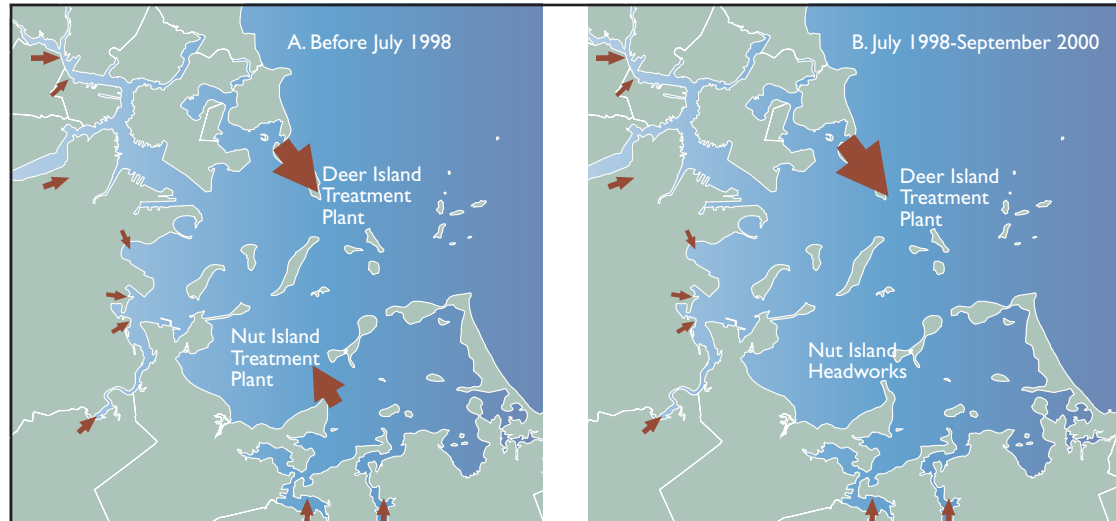 A. Before July 1998
Deer Island
Treatment
Plant
Nut Island
Treatment
Plant
B. July 1998-September 2000
Deer Island
Treatment
Plant
Nut Island
Headworks